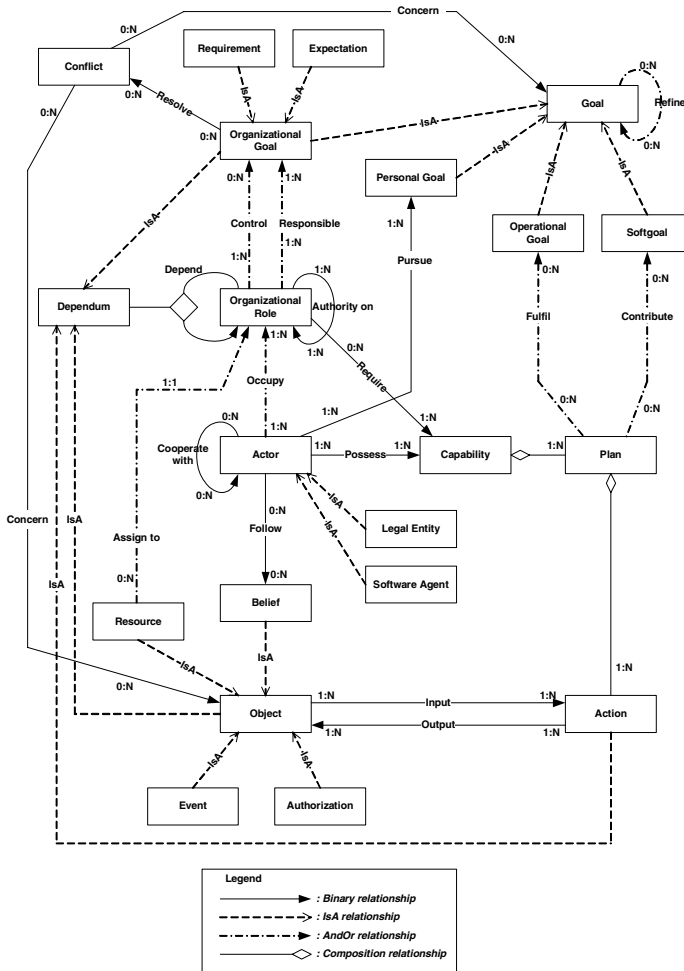 Concern
0:N
0:N
Requirement
Expectation
Conflict
0:N
Goal
Refine
0:N
0:N
0:N
Resolve
0:N
IsA
IsA
Organizational
Goal
IsA
IsA
Personal Goal
IsA
IsA
0:N
1:N
1:N
Operational
Goal
Softgoal
IsA
Control
Responsible
0:N
0:N
Pursue
1:N
1:N
Depend
1:N
Dependum
Organizational
Role
Authority on
Fulfil
Contribute
1:N
1:N
0:N
Require
1:1
Occupy
1:N
0:N
0:N
0:N
1:N
1:N
Cooperate
with
Actor
1:N
Possess
1:N
Capability
1:N
Plan
0:N
0:N
IsA
Concern
IsA
Follow
Legal Entity
Assign to
IsA
IsA
0:N
Software Agent
0:N
Resource
Belief
IsA
IsA
1:N
0:N
1:N
Input
1:N
Object
Action
1:N
Output
1:N
IsA
IsA
Event
Authorization
Legend
: Binary relationship
: IsA relationship
: AndOr relationship
: Composition relationship